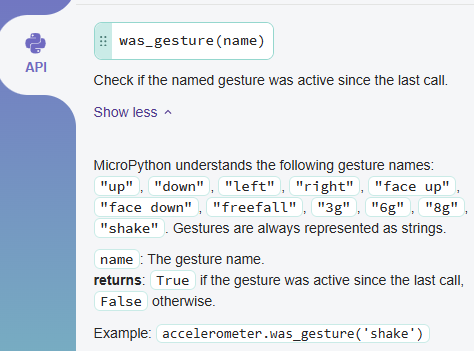 API
was_gesture(name)
Check if the named gesture was active since the last call.
Show less
MicroPython understands the following gesture names:
"up", "down", "left", "right", "face up",
"face down", "freefall", "3g", "6g", "8g",
"shake". Gestures are always represented as strings.
name: The gesture name.
returns: True if the gesture was active since the last call,
False otherwise.
Example: accelerometer.was_gesture('shake')